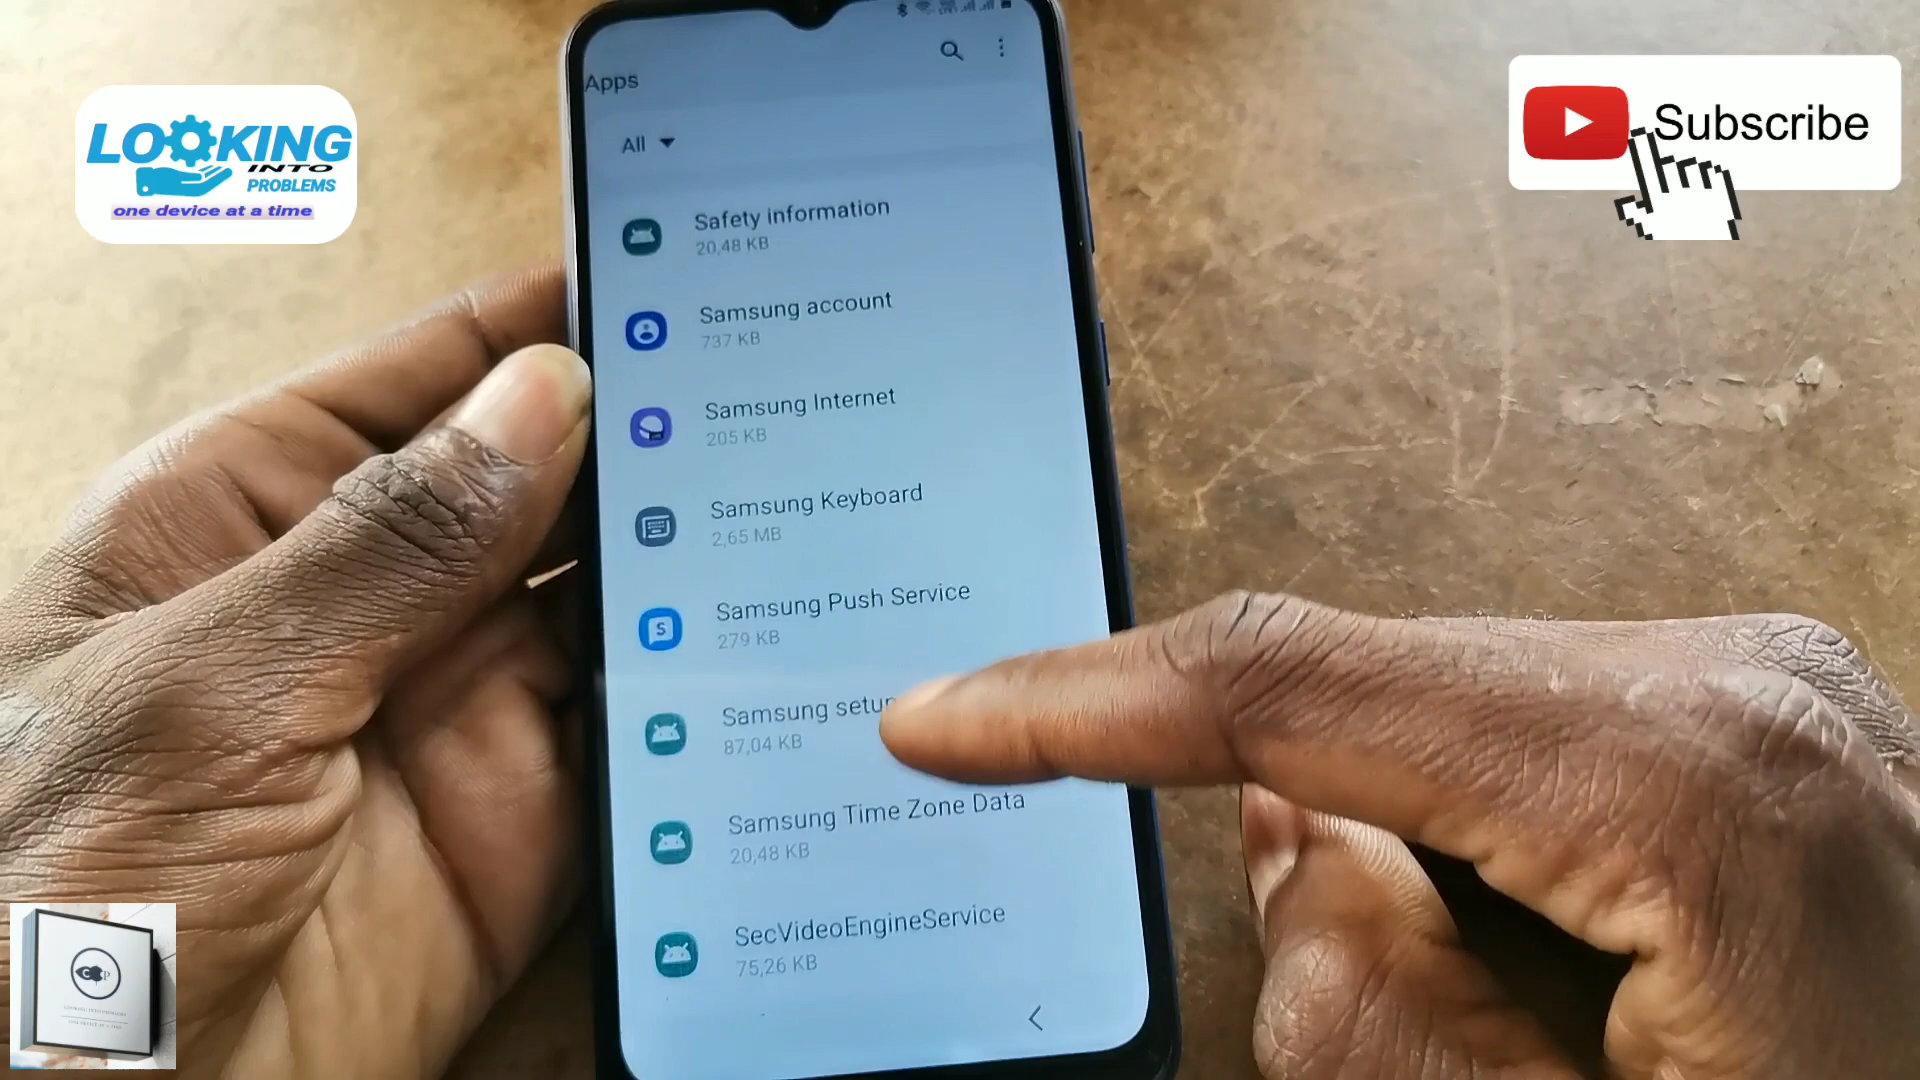 LOOKING
INTO
PROBLEMS
one device at a time
Subscribe
Apps
All
Safety information
20,48 KB
Samsung account
737 KB
Samsung Internet
205 KB
Samsung Keyboard
2,65 MB
Samsung Push Service
279 KB
S
Samsung setup
87,04 KB
Samsung Time Zone Data
20,48 KB
SecVideoEngineService
75,26 KB